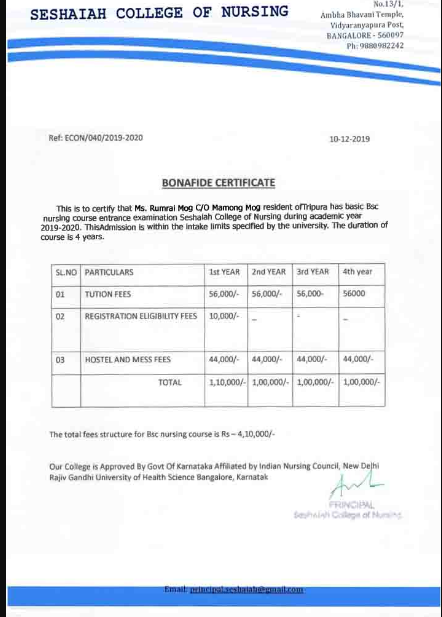 SESHAIAH COLLEGE OF NURSING
No.13/1,
Ambha Bhavani Temple,
Vidyaranyapura Post,
BANGALORE - 560097
Ph: 9880982242
Ref: ECON/040/2019-2020
10-12-2019
BONAFIDE CERTIFICATE
This is to certify that Ms. Rumrai Mog C/O Mamong Mog resident ofTripura has basic Bsc
nursing course entrance examination Seshaiah College of Nursing during academic year
2019-2020. ThisAdmission is within the intake limits specified by the university. The duration of
course is 4 years.
SL.NO PARTICULARS 1st YEAR 2nd YEAR 3rd YEAR 4th year
01 TUTION FEES 56,000/- 56,000/- 56,000- 56000
02 REGISTRATION ELIGIBILITY FEES 10,000/- _ - _
03 HOSTEL AND MESS FEES 44,000/- 44,000/- 44,000/- 44,000/-
TOTAL 1,10,000/- 1,00,000/- 1,00,000/- 1,00,000/-
The total fees structure for Bsc nursing course is Rs – 4,10,000/-
Our College is Approved By Govt Of Karnataka Affiliated by Indian Nursing Council, New Delhi
Rajiv Gandhi University of Health Science Bangalore, Karnatak
PRINCIPAL
Seshaiah College of Nursing
Email: principal.seshaiah@gmail.com